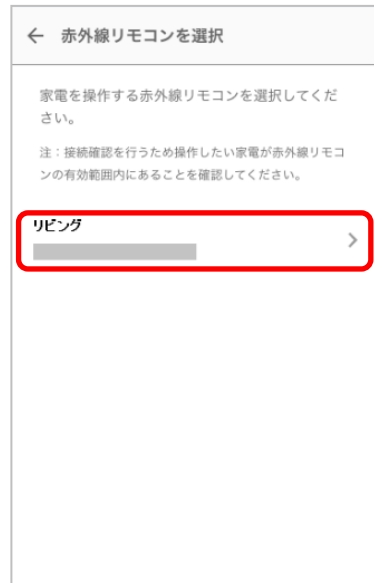 ← 赤外線リモコンを選択
家電を操作する赤外線リモコンを選択してくだ
さい。
注：接続確認を行うため操作したい家電が赤外線リモコ
ンの有効範囲内にあることを確認してください。
リビング